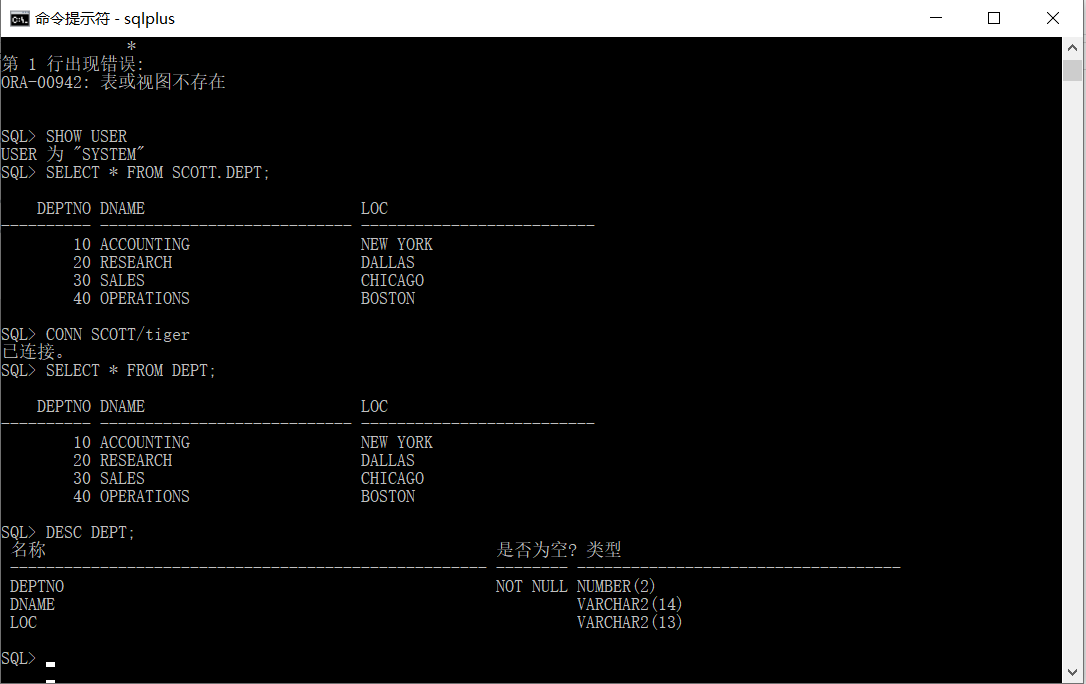 命令提示符 - sqlplus
*
第 1 行出现错误:
ORA-00942: 表或视图不存在
SQL> SHOW USER
USER 为 "SYSTEM"
SQL> SELECT * FROM SCOTT.DEPT;
DEPTNO DNAME LOC
---------- ---------------------------- --------------------------
10 ACCOUNTING NEW YORK
20 RESEARCH DALLAS
30 SALES CHICAGO
40 OPERATIONS BOSTON
SQL> CONN SCOTT/tiger
已连接。
SQL> SELECT * FROM DEPT;
DEPTNO DNAME LOC
---------- ---------------------------- --------------------------
10 ACCOUNTING NEW YORK
20 RESEARCH DALLAS
30 SALES CHICAGO
40 OPERATIONS BOSTON
SQL> DESC DEPT;
名称 是否为空? 类型
----------------------------------------------------- -------- ------------------------------------
DEPTNO NOT NULL NUMBER(2)
DNAME VARCHAR2(14)
LOC VARCHAR2(13)
SQL>